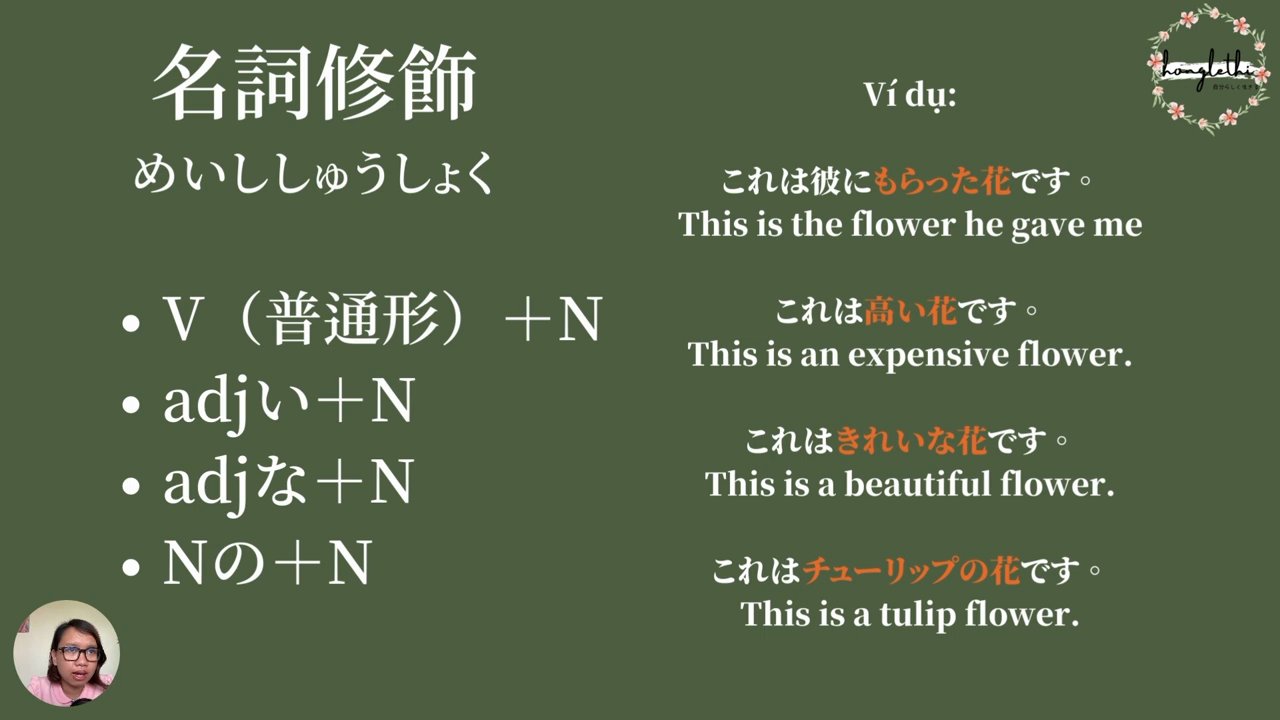 名詞修飾
めいししゅうしょく
• V（普通形）＋N
• adjい＋N
• adjな＋N
• Nの＋N
Ví dụ:
これは彼にもらった花です。
This is the flower he gave me
これは高い花です。
This is an expensive flower.
これはきれいな花です。
This is a beautiful flower.
これはチューリップの花です。
This is a tulip flower.
honglethi